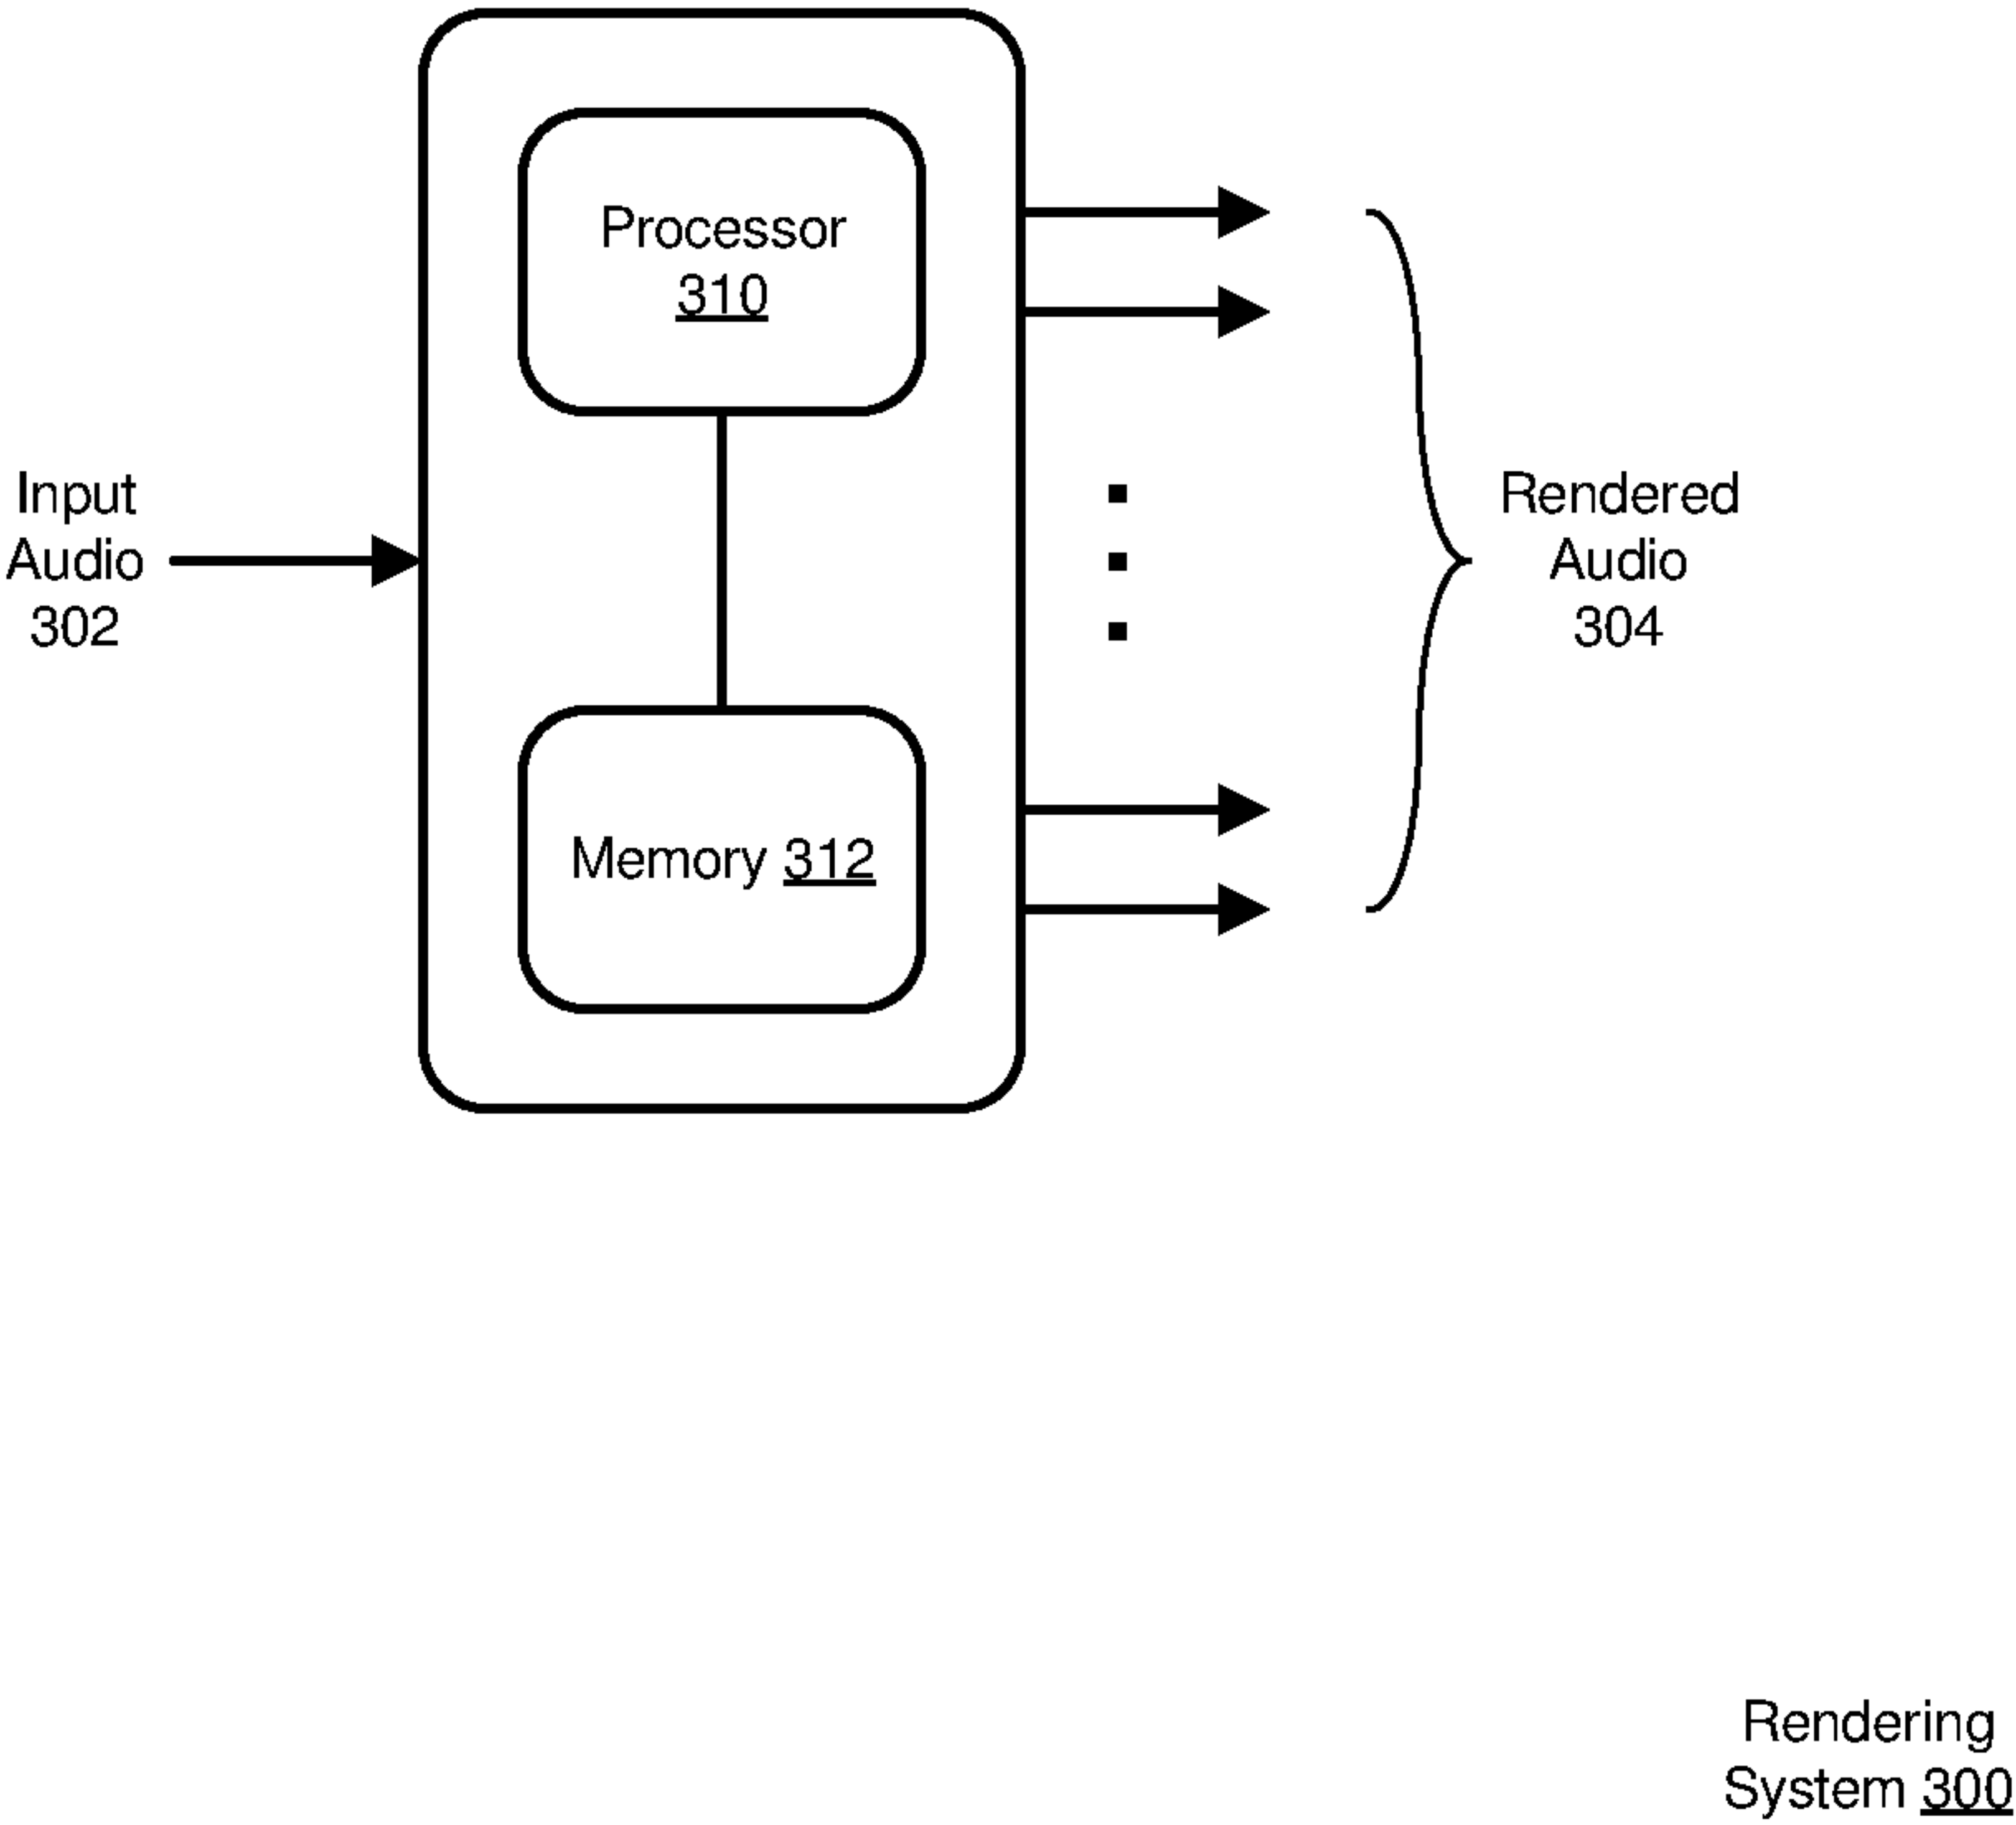 Processor
310
Input
Audio
302
Rendered
Audio
304
Memory 312
Rendering
System 300